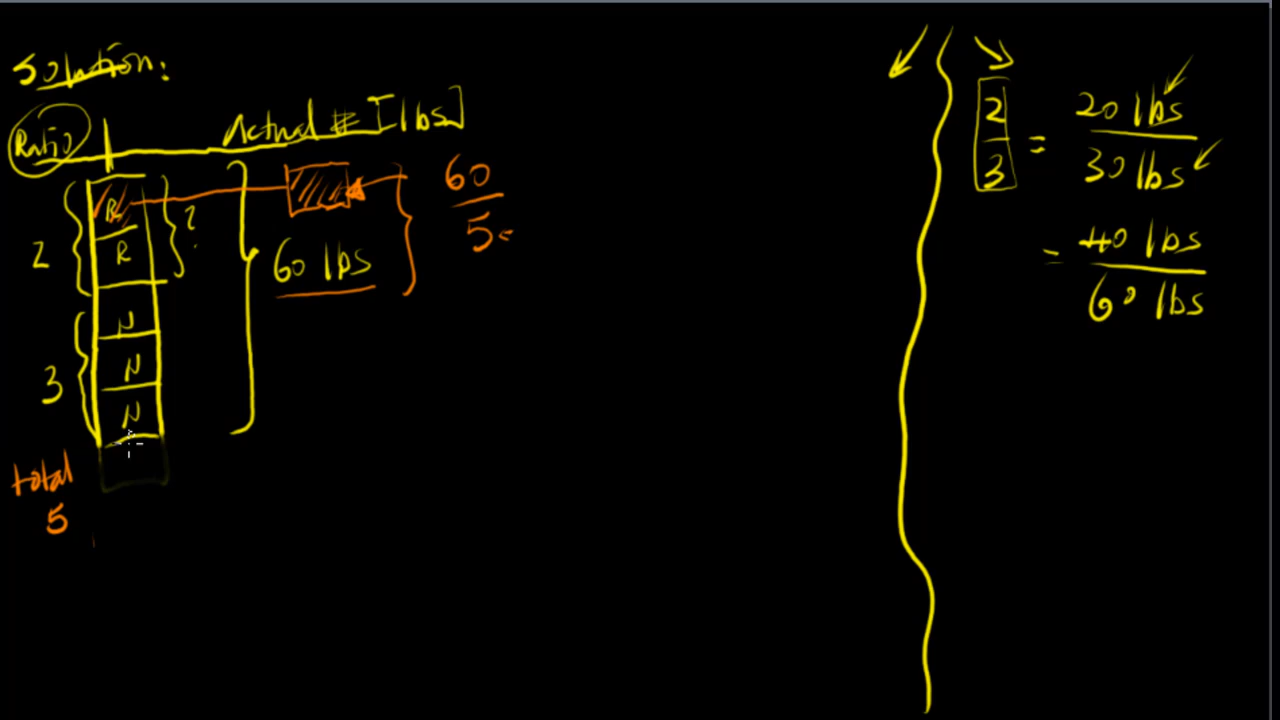 Solution:
Ratio Actual # [lbs]
R
R
2
?
60 lbs
60
5
N
N
N
3
total
5
2/3 = 20 lbs/30 lbs
= 40 lbs/60 lbs